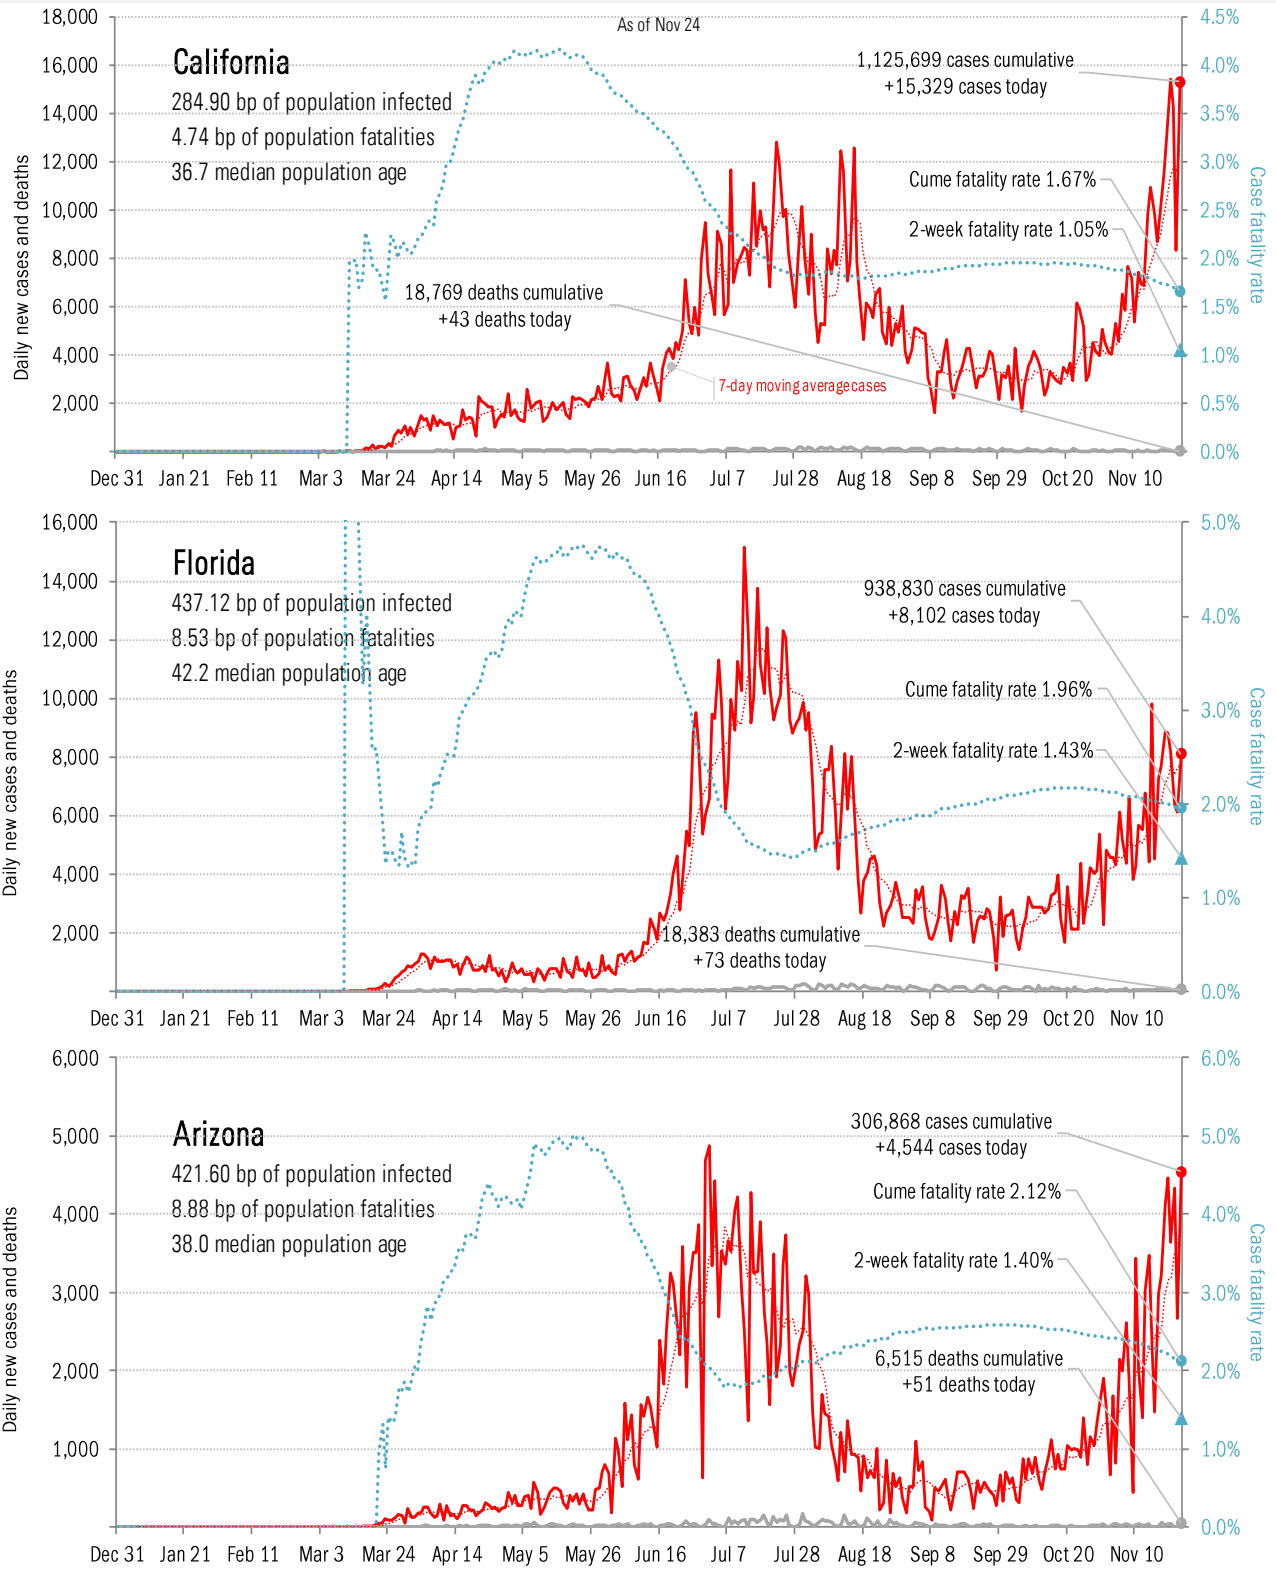 As of Nov 24
California
284.90 bp of population infected
4.74 bp of population fatalities
36.7 median population age
1,125,699 cases cumulative
+15,329 cases today
Cume fatality rate 1.67%
2-week fatality rate 1.05%
18,769 deaths cumulative
+43 deaths today
7-day moving average cases
Daily new cases and deaths
Case fatality rate
18,000
16,000
14,000
12,000
10,000
8,000
6,000
4,000
2,000
4.5%
4.0%
3.5%
3.0%
2.5%
2.0%
1.5%
1.0%
0.5%
0.0%
Dec 31 Jan 21 Feb 11 Mar 3 Mar 24 Apr 14 May 5 May 26 Jun 16 Jul 7 Jul 28 Aug 18 Sep 8 Sep 29 Oct 20 Nov 10
Florida
437.12 bp of population infected
8.53 bp of population fatalities
42.2 median population age
938,830 cases cumulative
+8,102 cases today
Cume fatality rate 1.96%
2-week fatality rate 1.43%
18,383 deaths cumulative
+73 deaths today
Daily new cases and deaths
Case fatality rate
16,000
14,000
12,000
10,000
8,000
6,000
4,000
2,000
5.0%
4.0%
3.0%
2.0%
1.0%
0.0%
Dec 31 Jan 21 Feb 11 Mar 3 Mar 24 Apr 14 May 5 May 26 Jun 16 Jul 7 Jul 28 Aug 18 Sep 8 Sep 29 Oct 20 Nov 10
Arizona
421.60 bp of population infected
8.88 bp of population fatalities
38.0 median population age
306,868 cases cumulative
+4,544 cases today
Cume fatality rate 2.12%
2-week fatality rate 1.40%
6,515 deaths cumulative
+51 deaths today
Daily new cases and deaths
Case fatality rate
6,000
5,000
4,000
3,000
2,000
1,000
6.0%
5.0%
4.0%
3.0%
2.0%
1.0%
0.0%
Dec 31 Jan 21 Feb 11 Mar 3 Mar 24 Apr 14 May 5 May 26 Jun 16 Jul 7 Jul 28 Aug 18 Sep 8 Sep 29 Oct 20 Nov 10